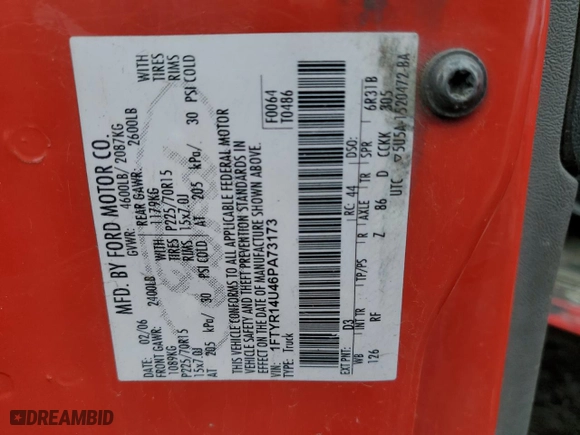 MFD. BY FORD MOTOR CO.
DATE: 02/06 GVWR: 4600LB/ 2087KG
FRONT GAWR: 2400LB REAR GAWR: 2600LB
1089KG 1179KG WITH
P225/70R15 WITH TIRES P225/70R15 TIRES
15x7.0J RIMS 15x7.0J RIMS
AT 205 kPa/ 30 PSI COLD AT 205 kPa/ 30 PSI COLD
THIS VEHICLE CONFORMS TO ALL APPLICABLE FEDERAL MOTOR
VEHICLE SAFETY AND THEFT PREVENTION STANDARDS IN
EFFECT ON THE DATE OF MANUFACTURE SHOWN ABOVE.
VIN: 1FTYR14U46PA73173 F0064
TYPE: Truck T0486
EXT PNT: D3 RC: 44 DSO:
WB INT TR TP/PS R AXLE TR SPR 6R31B
126 RF Z 86 D CCKK 305
UTC 5U5A-1520472-BA
DREAMBID